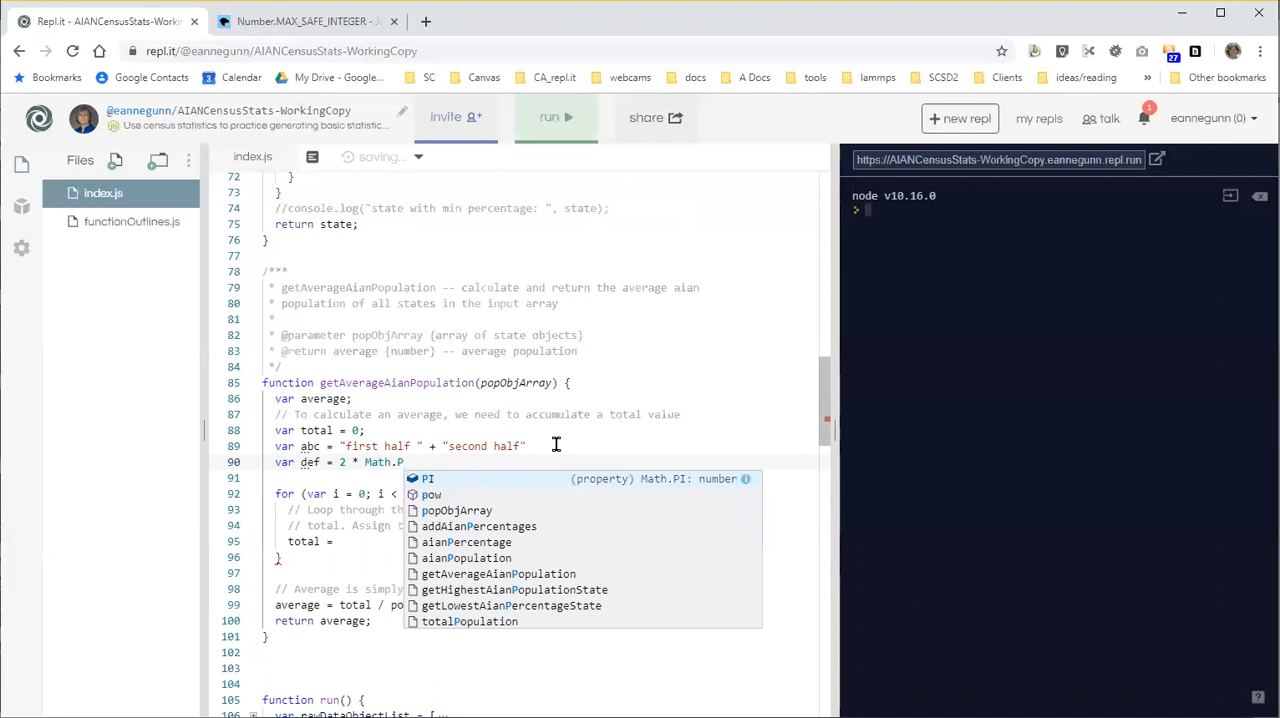 Repl.it - AIANCensusStats-Workin
Number.MAX_SAFE_INTEGER - Ja
repl.it/@eannegunn/AIANCensusStats-WorkingCopy
27
Bookmarks Google Contacts 3 Calendar My Drive - Google... SC Canvas CA_repl.it webcams docs A Docs tools lammps SCSD2 Clients ideas/reading » Other bookmarks
@eannegunn/AIANCensusStats-WorkingCopy
Use census statistics to practice generating basic statistic...
invite run share + new repl my repls talk 1 eannegunn (0)
Files
index.js
functionOutlines.js
index.js saving...
72 }
73 }
74 //console.log("state with min percentage: ", state);
75 return state;
76 }
77
78 /***
79 * getAverageAianPopulation -- calculate and return the average aian
80 * population of all states in the input array
81 *
82 * @parameter popObjArray {array of state objects}
83 * @return average {number} -- average population
84 */
85 function getAverageAianPopulation(popObjArray) {
86 var average;
87 // To calculate an average, we need to accumulate a total value
88 var total = 0;
89 var abc = "first half " + "second half"
90 var def = 2 * Math.P
91
92 for (var i = 0; i <
93 // Loop through th
94 // total. Assign t
95 total =
96 }
97
98 // Average is simply
99 average = total / po
100 return average;
101 }
102
103
104
105 function run() {
106 var rawDataObjectList = [...
PI (property) Math.PI: number
pow
popObjArray
addAianPercentages
aianPercentage
aianPopulation
getAverageAianPopulation
getHighestAianPopulationState
getLowestAianPercentageState
totalPopulation
https://AIANCensusStats-WorkingCopy.eannegunn.repl.run
node v10.16.0
>
?